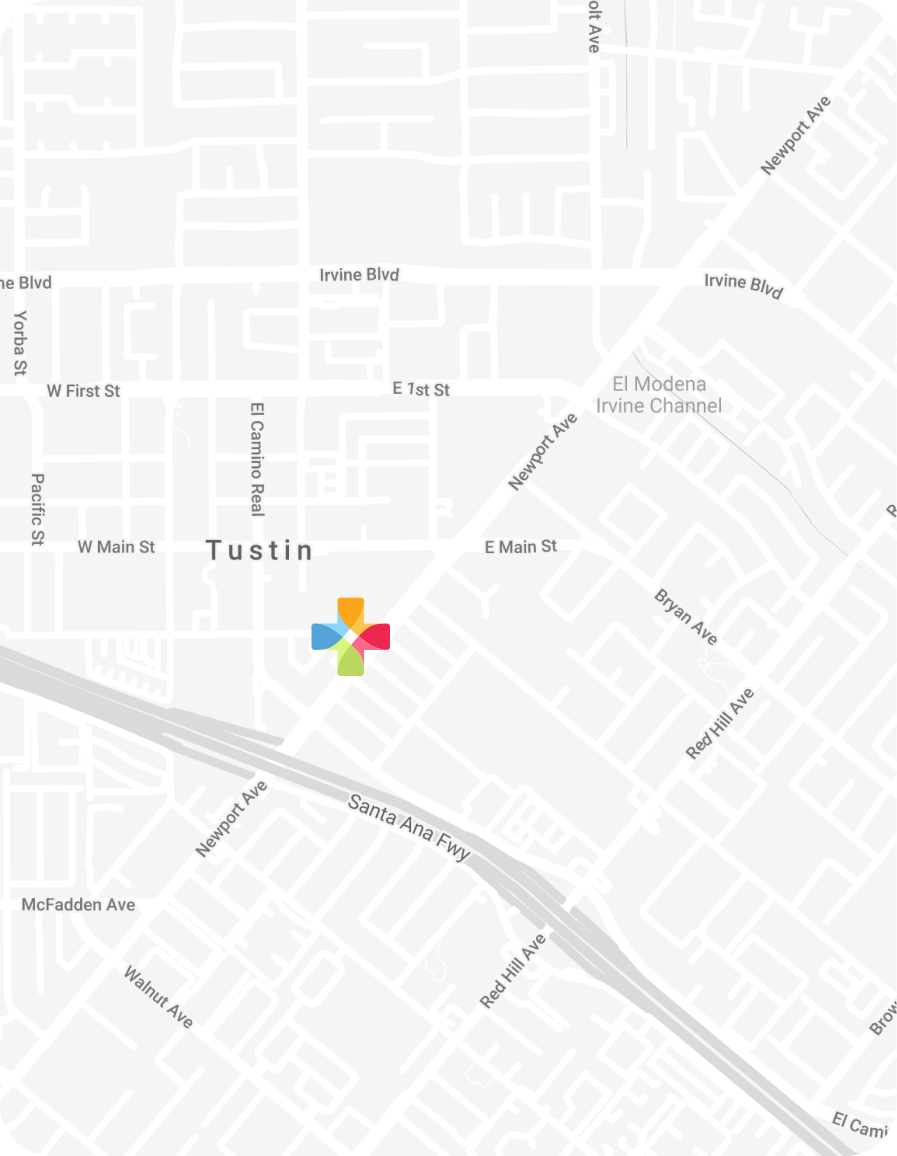 olt Ave
Newport Ave
ne Blvd
Irvine Blvd
Irvine Blvd
Yorba St
W First St
E 1st St
El Modena
Irvine Channel
El Camino Real
Newport Ave
Pacific St
R
W Main St
Tustin
E Main St
Bryan Ave
Red Hill Ave
Newport Ave
Santa Ana Fwy
McFadden Ave
Red Hill Ave
Walnut Ave
Brow
El Cami